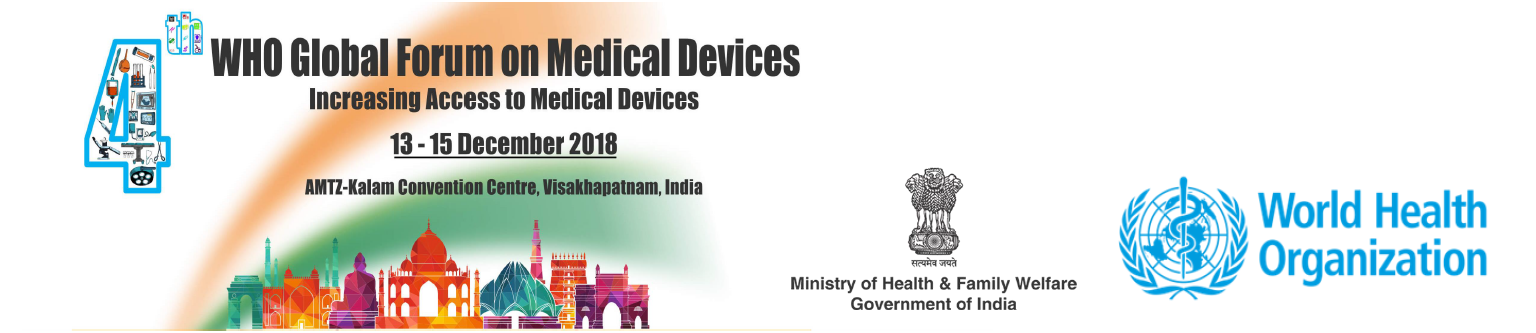 4th
WHO Global Forum on Medical Devices
Increasing Access to Medical Devices
13 - 15 December 2018
AMTZ-Kalam Convention Centre, Visakhapatnam, India
सत्यमेव जयते
Ministry of Health & Family Welfare
Government of India
World Health
Organization